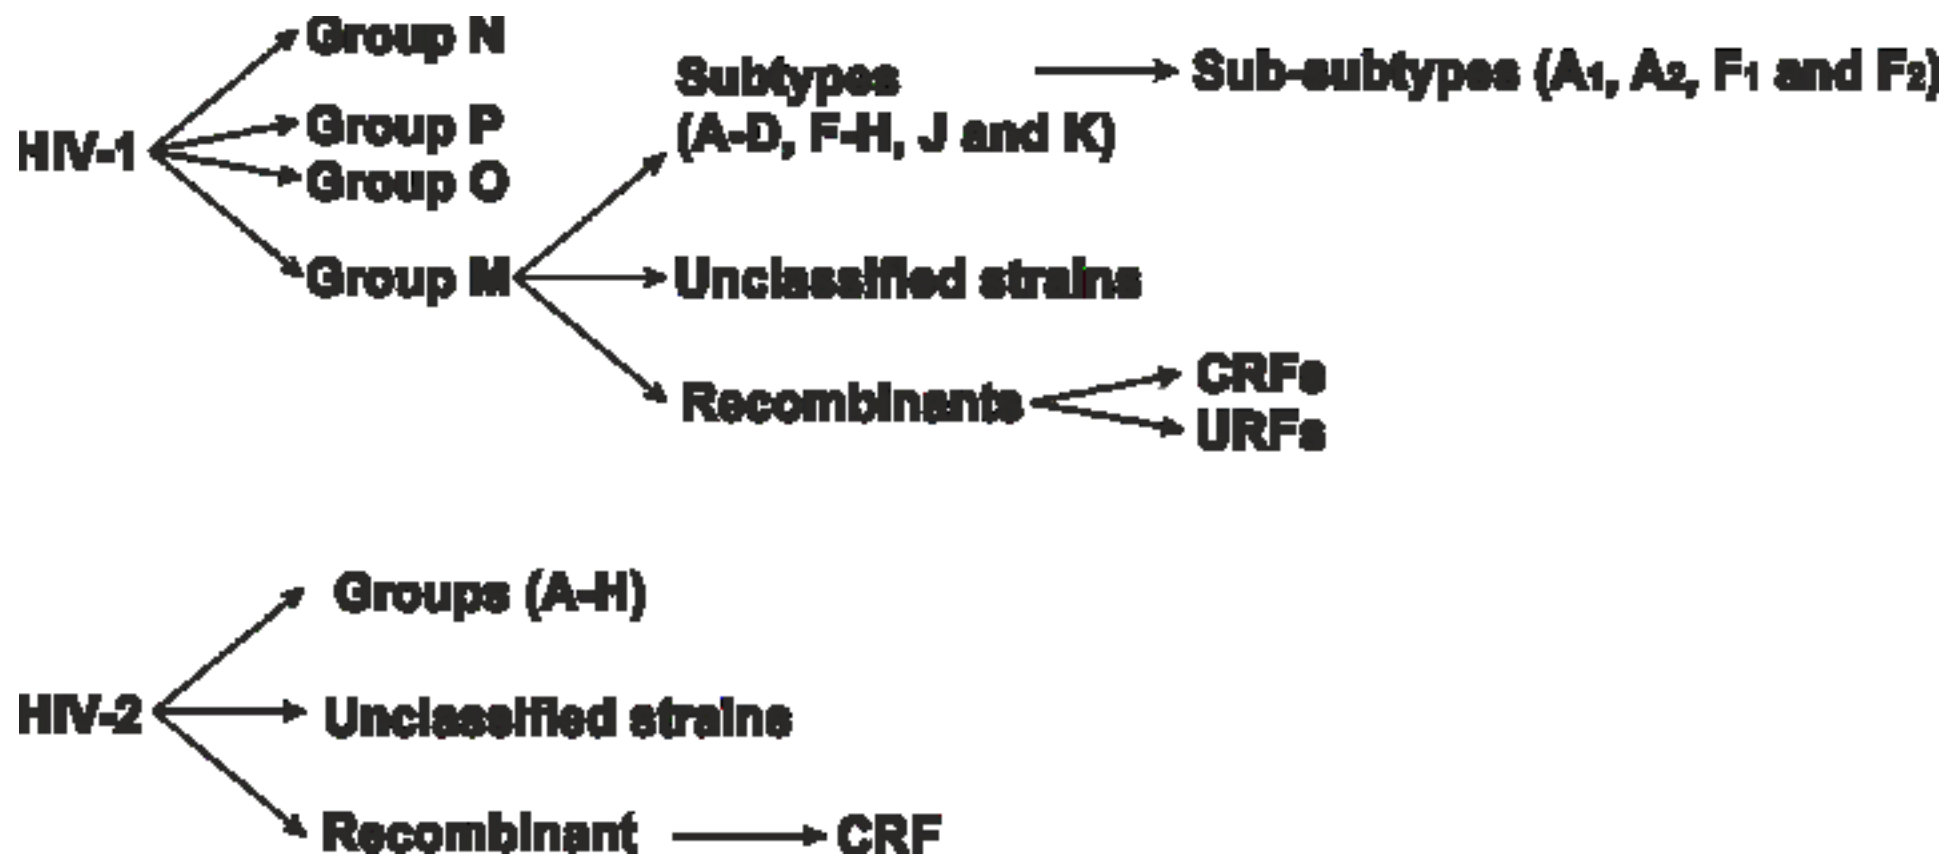 HIV-1
Group N
Group P
Group O
Group M
Subtypes
(A-D, F-H, J and K)
Sub-subtypes (A1, A2, F1 and F2)
Unclassified strains
Recombinants
CRFs
URFs
HIV-2
Groups (A-H)
Unclassified strains
Recombinant
CRF